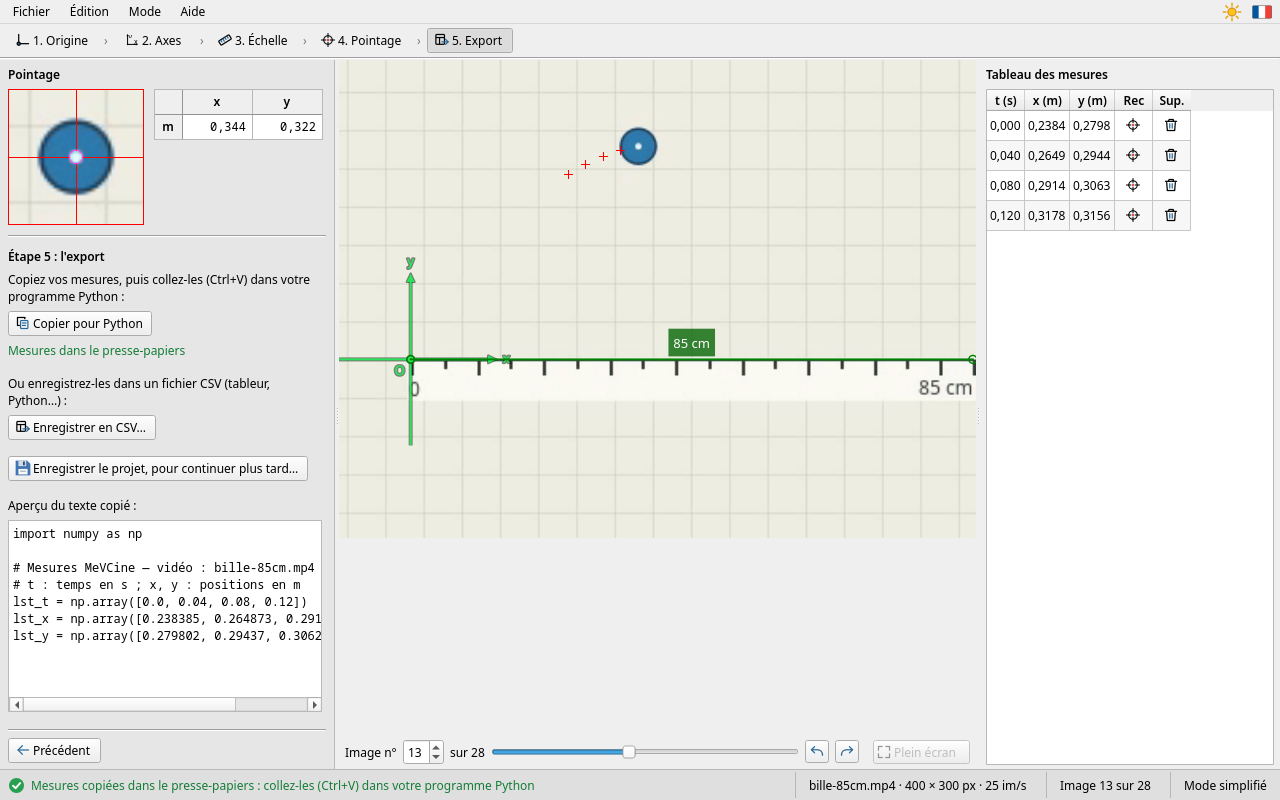 Fichier Édition Mode Aide
1. Origine › 2. Axes › 3. Échelle › 4. Pointage › 5. Export
Pointage
x y
m 0,344 0,322
Étape 5 : l'export
Copiez vos mesures, puis collez-les (Ctrl+V) dans votre
programme Python :
Copier pour Python
Mesures dans le presse-papiers
Ou enregistrez-les dans un fichier CSV (tableur,
Python...) :
Enregistrer en CSV...
Enregistrer le projet, pour continuer plus tard...
Aperçu du texte copié :
import numpy as np
# Mesures MeVCine — vidéo : bille-85cm.mp4
# t : temps en s ; x, y : positions en m
lst_t = np.array([0.0, 0.04, 0.08, 0.12])
lst_x = np.array([0.238385, 0.264873, 0.291
lst_y = np.array([0.279802, 0.29437, 0.3062
Précédent
y
85 cm
x
O
0
85 cm
Image n° 13 sur 28
Plein écran
Tableau des mesures
t (s) x (m) y (m) Rec Sup.
0,000 0,2384 0,2798
0,040 0,2649 0,2944
0,080 0,2914 0,3063
0,120 0,3178 0,3156
Mesures copiées dans le presse-papiers : collez-les (Ctrl+V) dans votre programme Python
bille-85cm.mp4 · 400 × 300 px · 25 im/s
Image 13 sur 28
Mode simplifié